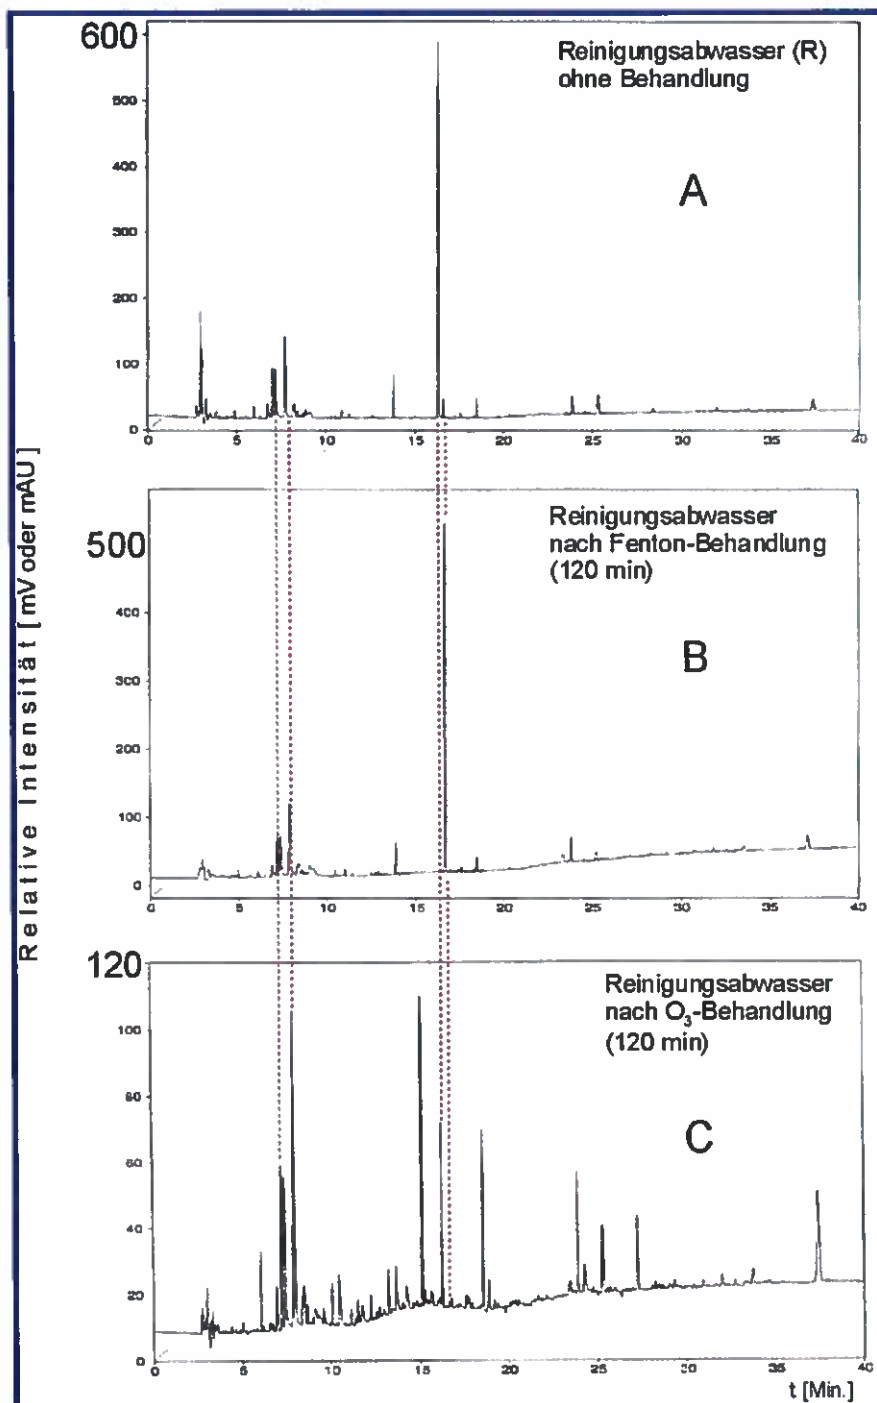 Relative Intensität [ mV oder mAU ]
600
Reinigungsabwasser (R)
ohne Behandlung
500
400
A
300
200
100
0
0 5 10 15 20 25 30 35 40
500
Reinigungsabwasser
nach Fenton-Behandlung
(120 min)
400
B
300
200
100
0
0 5 10 15 20 25 30 35 40
120
Reinigungsabwasser
nach O₃-Behandlung
(120 min)
100
80
C
60
40
20
0
0 5 10 15 20 25 30 35 40
t [Min.]